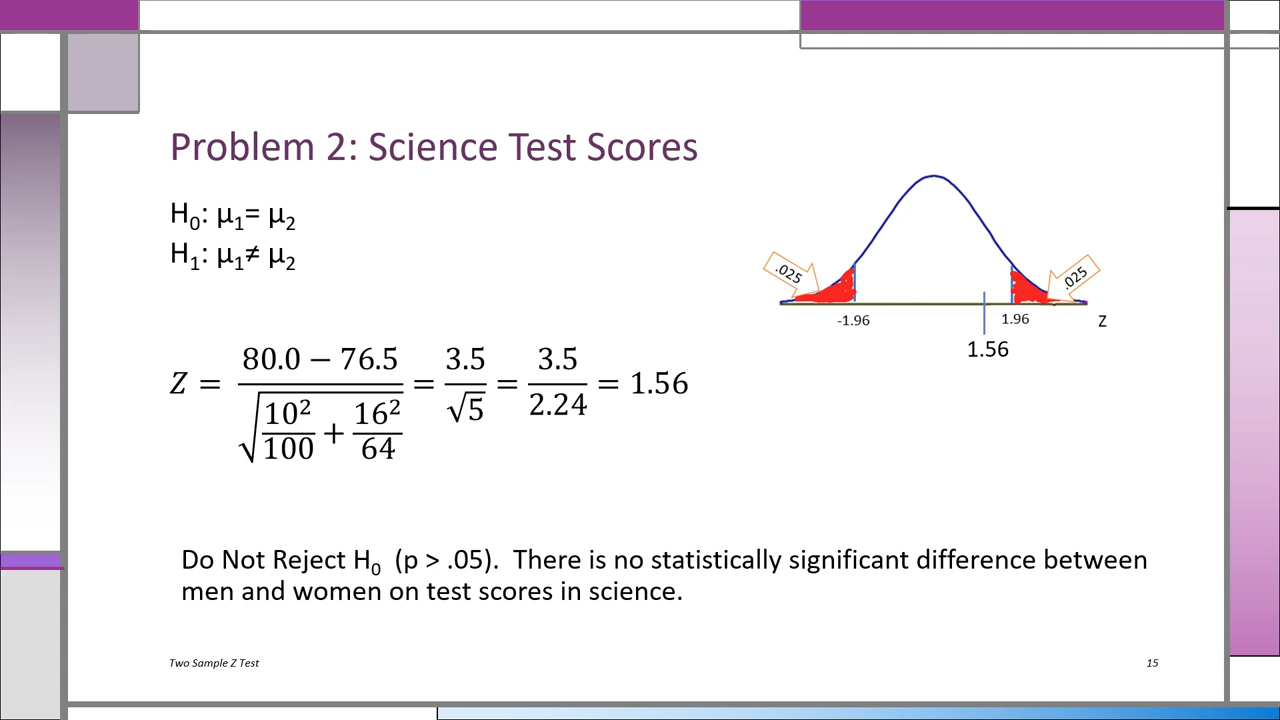 Problem 2: Science Test Scores
H₀: μ₁= μ₂
H₁: μ₁≠ μ₂
.025
.025
-1.96
1.96
Z
1.56
Z = (80.0 − 76.5) / √(10²/100 + 16²/64) = 3.5/√5 = 3.5/2.24 = 1.56
Do Not Reject H₀ (p > .05). There is no statistically significant difference between
men and women on test scores in science.
Two Sample Z Test
15